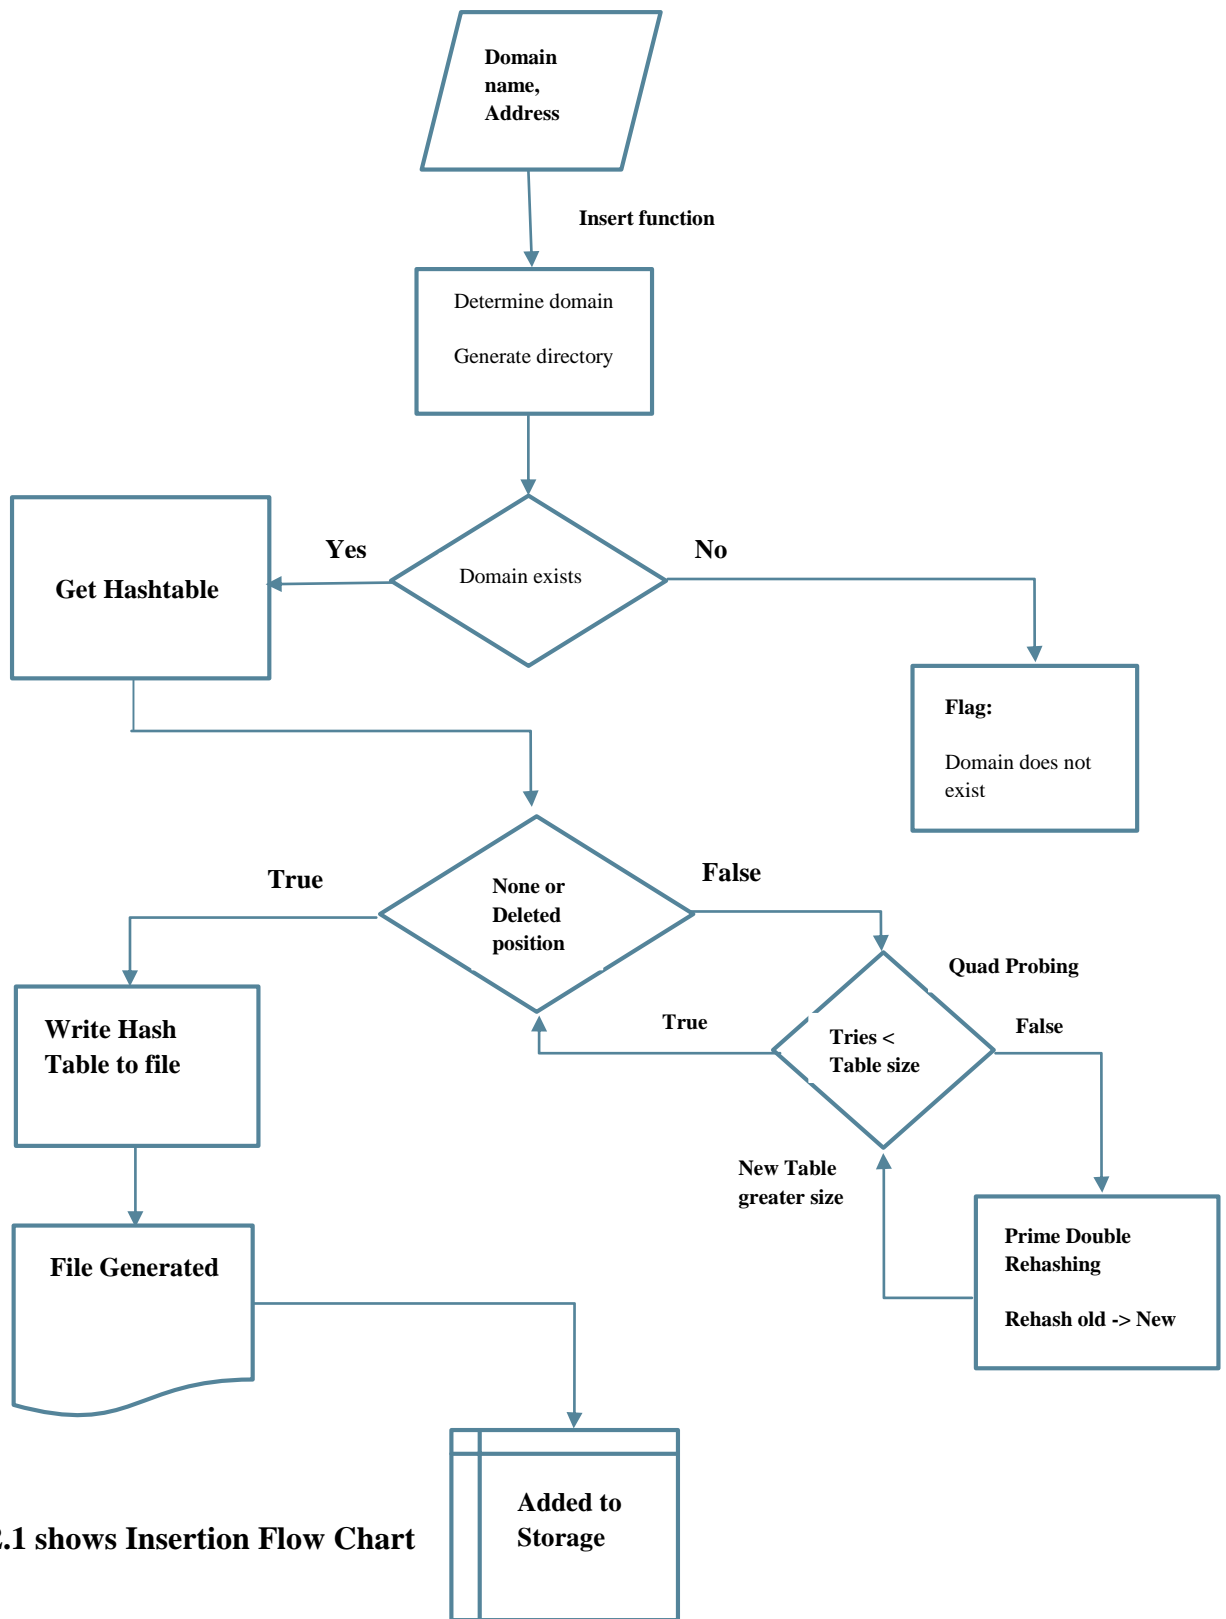 Domain
name,
Address
Insert function
Determine domain
Generate directory
Yes
No
Domain exists
Get Hashtable
Flag:
Domain does not
exist
True
False
None or
Deleted
position
Quad Probing
True
False
Tries <
Table size
Write Hash
Table to file
New Table
greater size
Prime Double
Rehashing
Rehash old -> New
File Generated
Added to
Storage
.1 shows Insertion Flow Chart